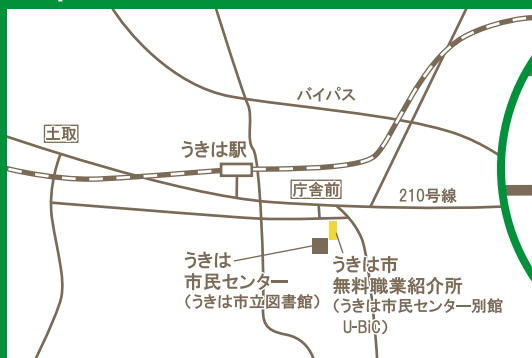 バイパス
土取
うきは駅
庁舎前
210号線
うきは
市民センター
（うきは市立図書館）
うきは市
無料職業紹介所
（うきは市民センター別館
U-BiC）